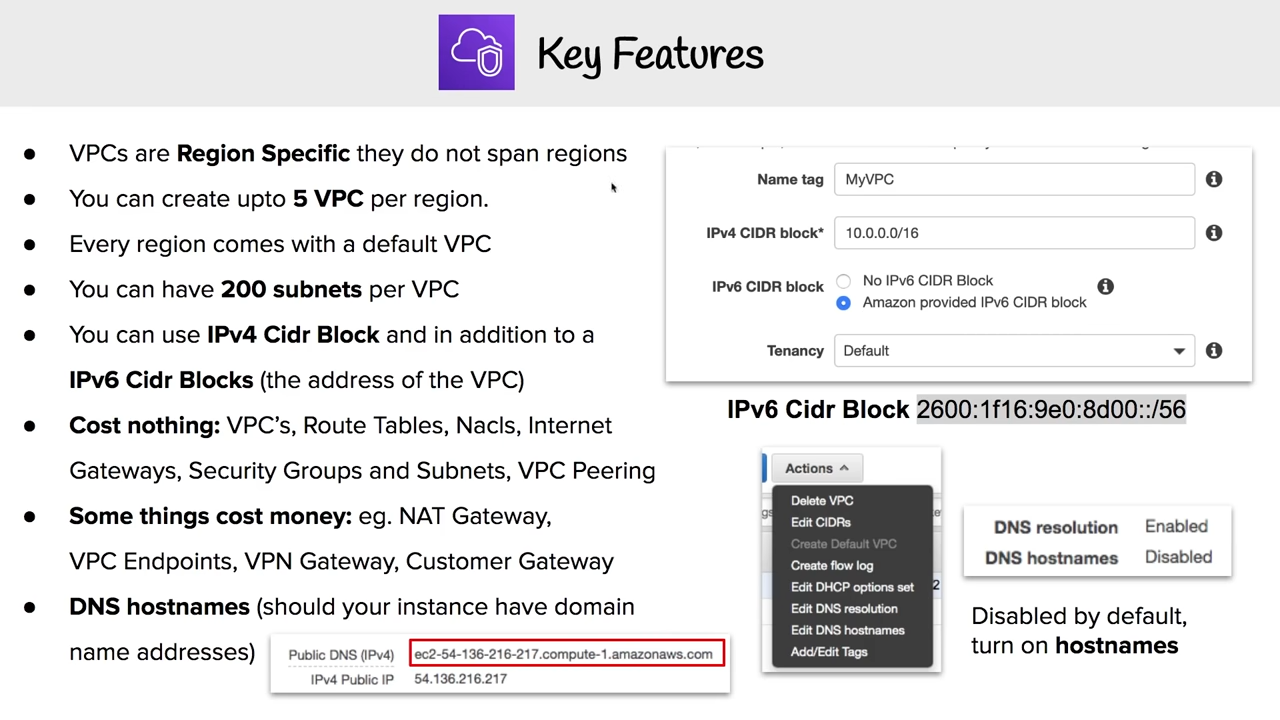 Key Features
● VPCs are Region Specific they do not span regions
● You can create upto 5 VPC per region.
● Every region comes with a default VPC
● You can have 200 subnets per VPC
● You can use IPv4 Cidr Block and in addition to a
IPv6 Cidr Blocks (the address of the VPC)
● Cost nothing: VPC's, Route Tables, Nacls, Internet
Gateways, Security Groups and Subnets, VPC Peering
● Some things cost money: eg. NAT Gateway,
VPC Endpoints, VPN Gateway, Customer Gateway
● DNS hostnames (should your instance have domain
name addresses)
Public DNS (IPv4) ec2-54-136-216-217.compute-1.amazonaws.com
IPv4 Public IP 54.136.216.217
Name tag MyVPC
IPv4 CIDR block* 10.0.0.0/16
IPv6 CIDR block No IPv6 CIDR Block
Amazon provided IPv6 CIDR block
Tenancy Default
IPv6 Cidr Block 2600:1f16:9e0:8d00::/56
Actions
Delete VPC
Edit CIDRs
Create Default VPC
Create flow log
Edit DHCP options set
Edit DNS resolution
Edit DNS hostnames
Add/Edit Tags
DNS resolution Enabled
DNS hostnames Disabled
Disabled by default,
turn on hostnames